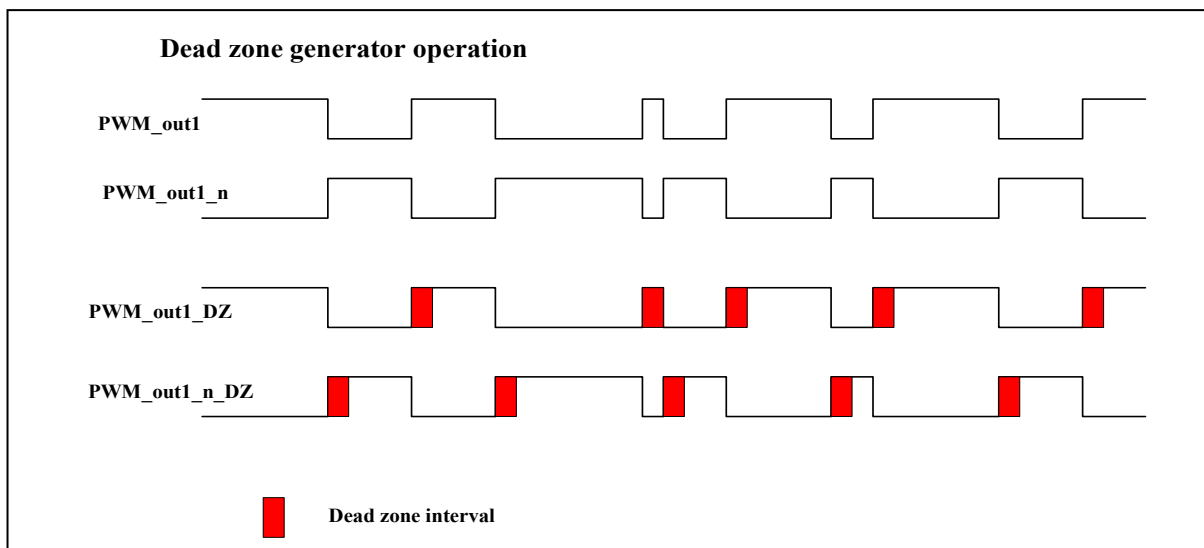 Dead zone generator operation
PWM_out1
PWM_out1_n
PWM_out1_DZ
PWM_out1_n_DZ
Dead zone interval